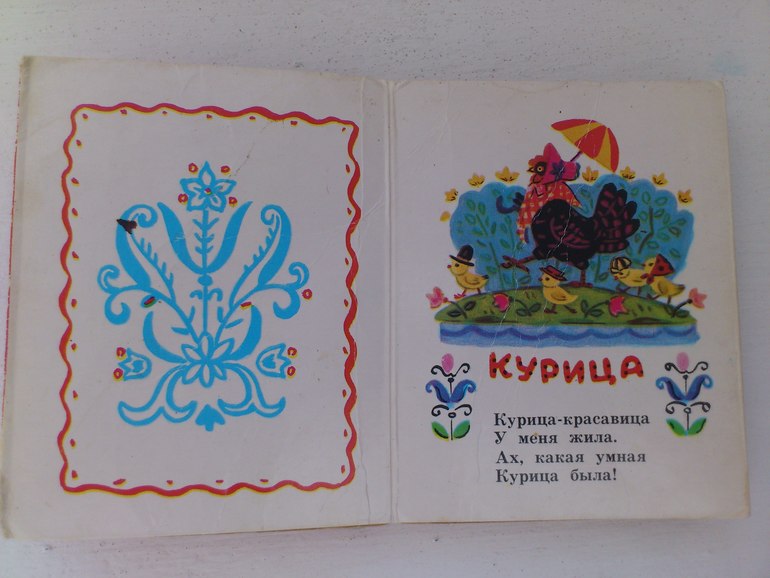 КУРИЦА
Курица-красавица
У меня жила.
Ах, какая умная
Курица была!